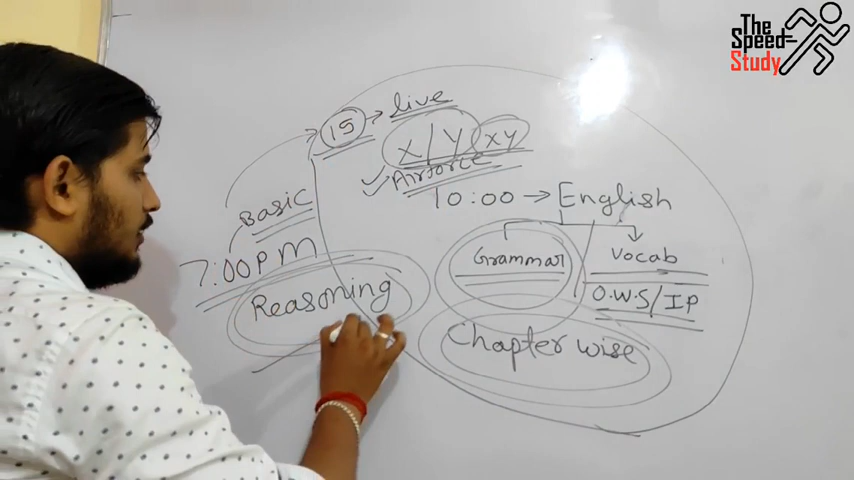 The
Speed
Study
15 → live
X/Y XY
Airforce
10:00 → English
Basic
7:00 PM
Reasoning
Grammar
Vocab
O.W.S/IP
Chapter wise